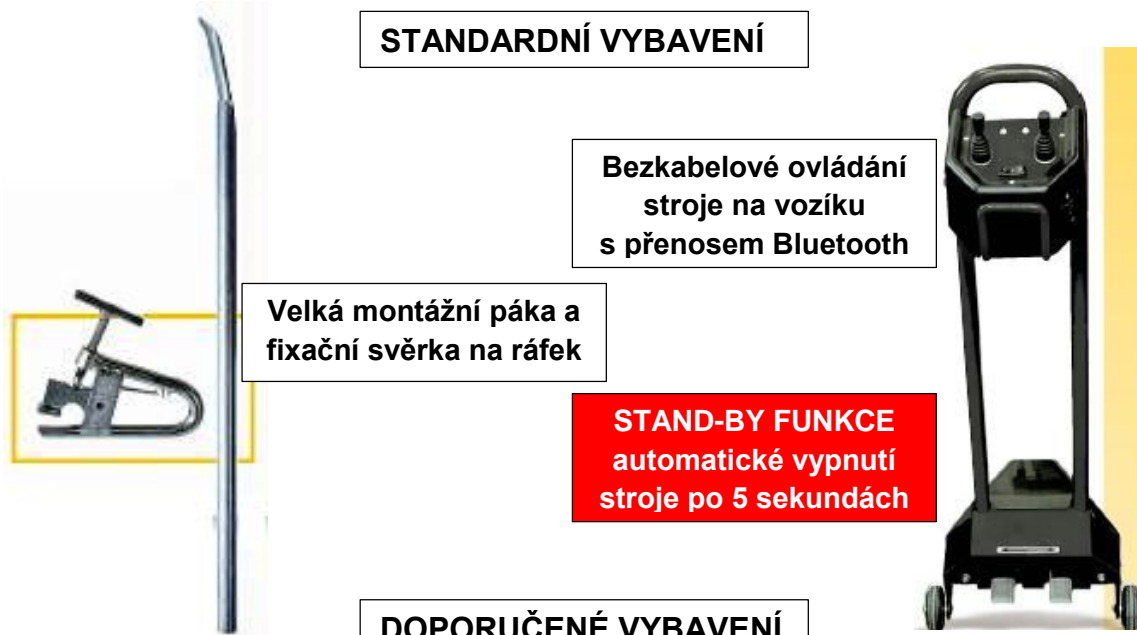 STANDARDNÍ VYBAVENÍ
Bezkabelové ovládání
stroje na vozíku
s přenosem Bluetooth
Velká montážní páka a
fixační svěrka na ráfek
STAND-BY FUNKCE
automatické vypnutí
stroje po 5 sekundách
DOPORUČENÉ VYBAVENÍ